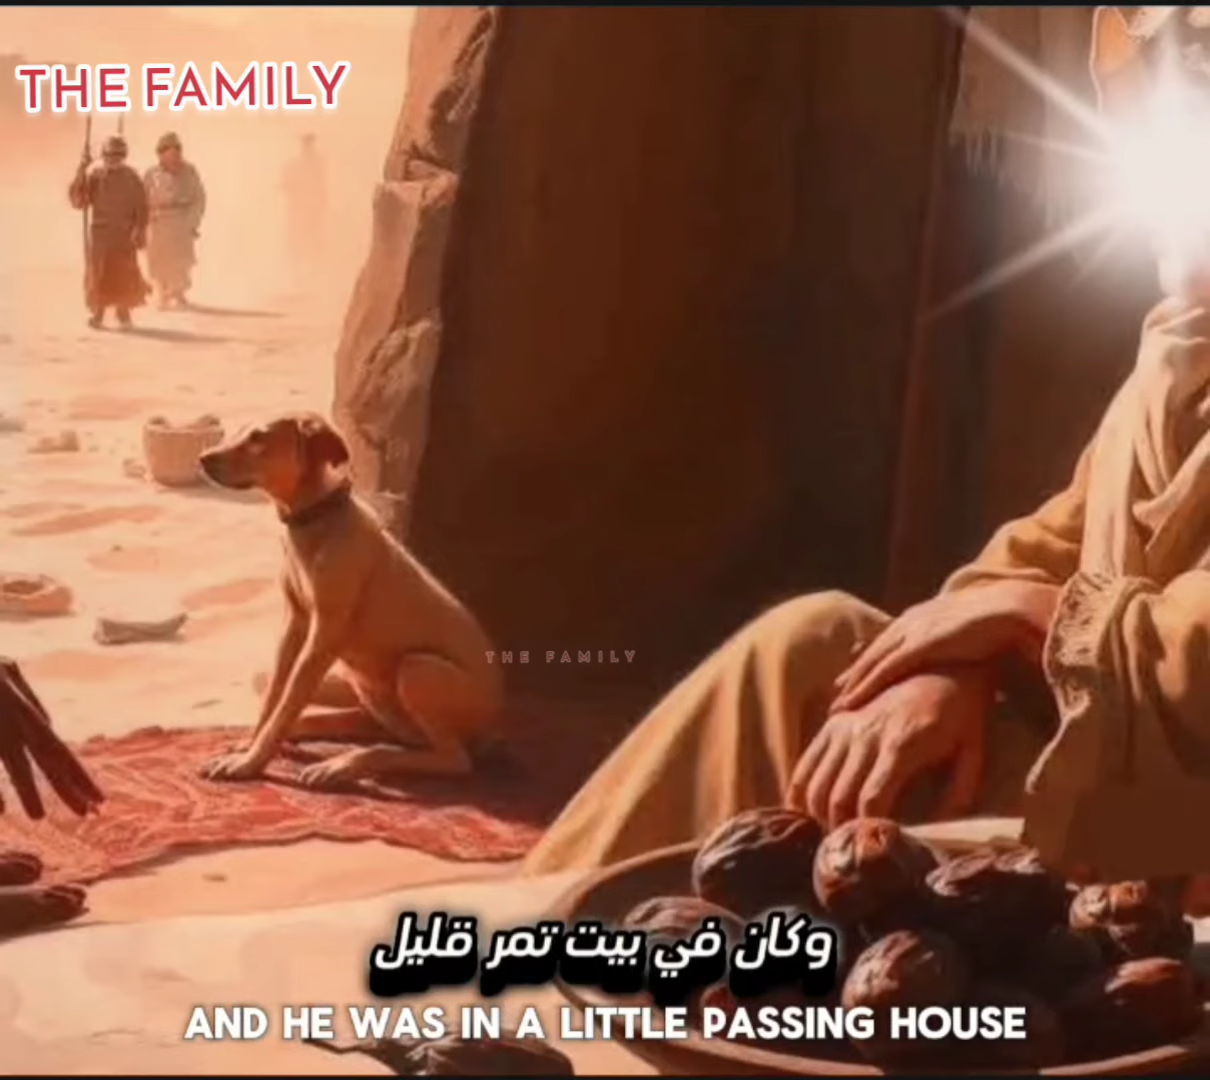 THE FAMILY
THE FAMILY
وكان في بيت تمر قليل
AND HE WAS IN A LITTLE PASSING HOUSE